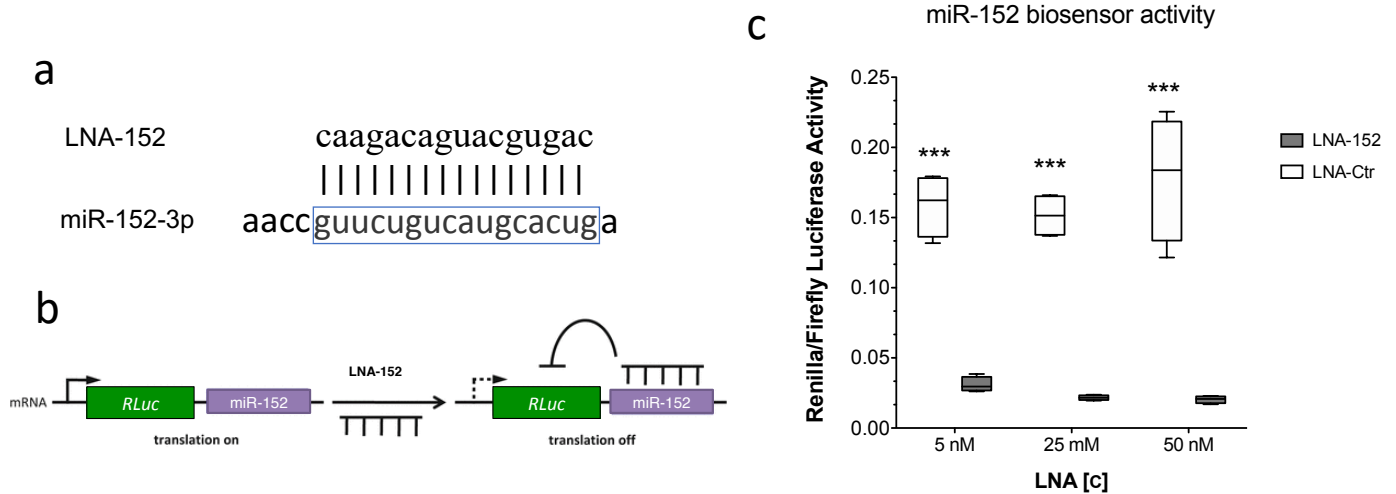 a
LNA-152 caagacaguacgugac
miR-152-3p aaccguucugucaugcacuga
b
LNA-152
mRNA RLuc miR-152 RLuc miR-152
translation on translation off
miR-152 biosensor activity
c
Renilla/Firefly Luciferase Activity
0.25
0.20
0.15
0.10
0.05
0.00
*** *** ***
5 nM 25 mM 50 nM
LNA [c]
LNA-152
LNA-Ctr